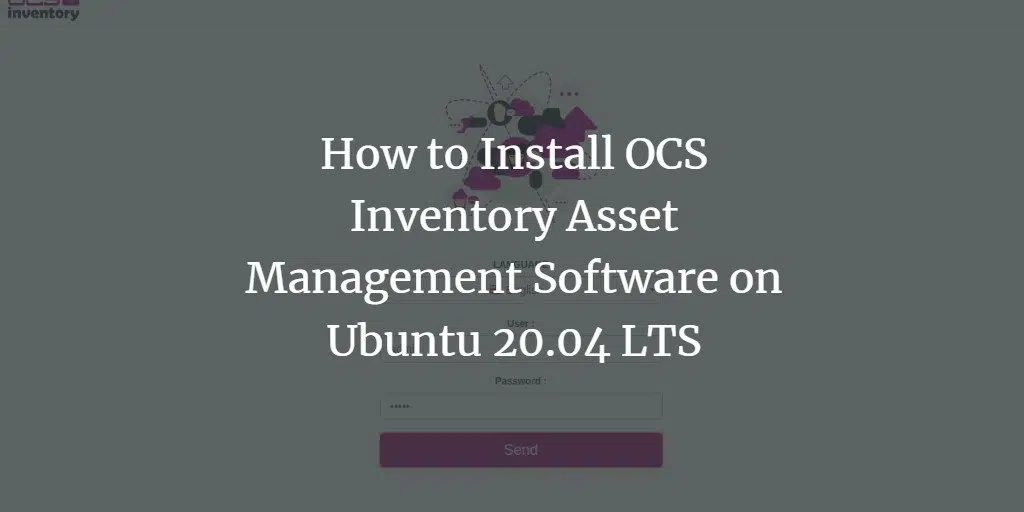 inventory
How to Install OCS
Inventory Asset
Management Software on
Ubuntu 20.04 LTS
User :
Password :
Send